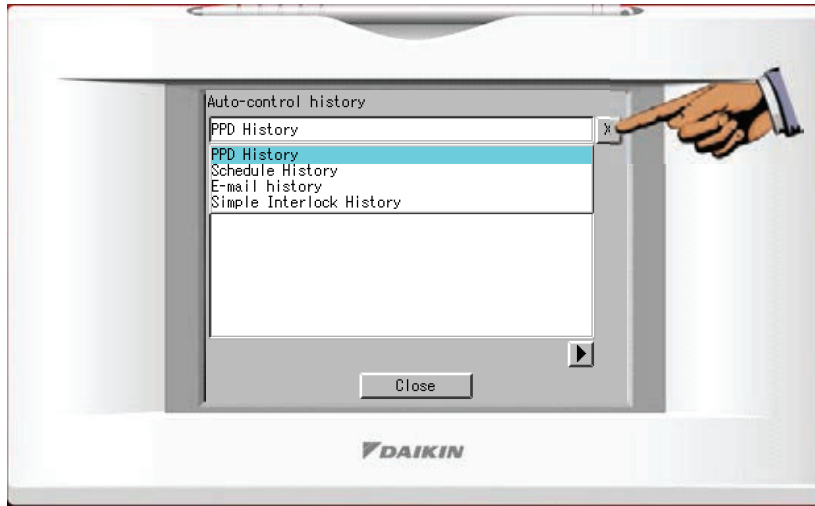 Auto-control history
PPD History
PPD History
Schedule History
E-mail history
Simple Interlock History
Close
DAIKIN